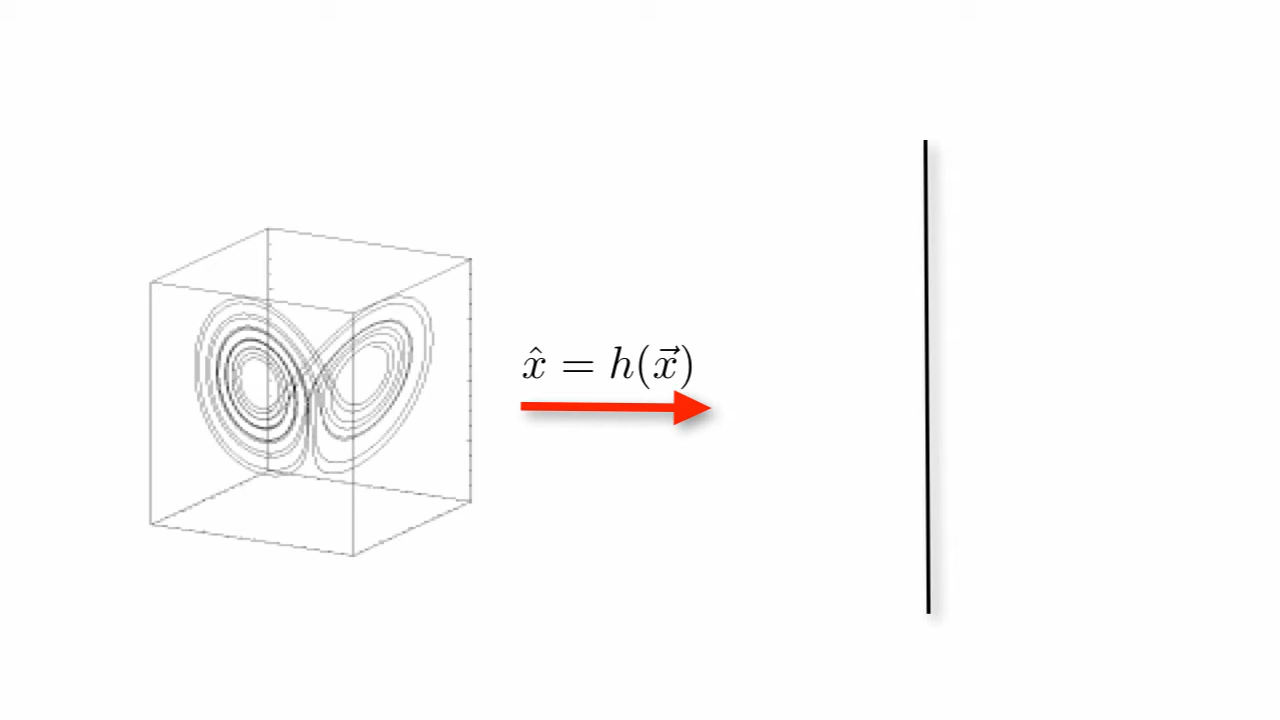 x̂ = h(x⃗)